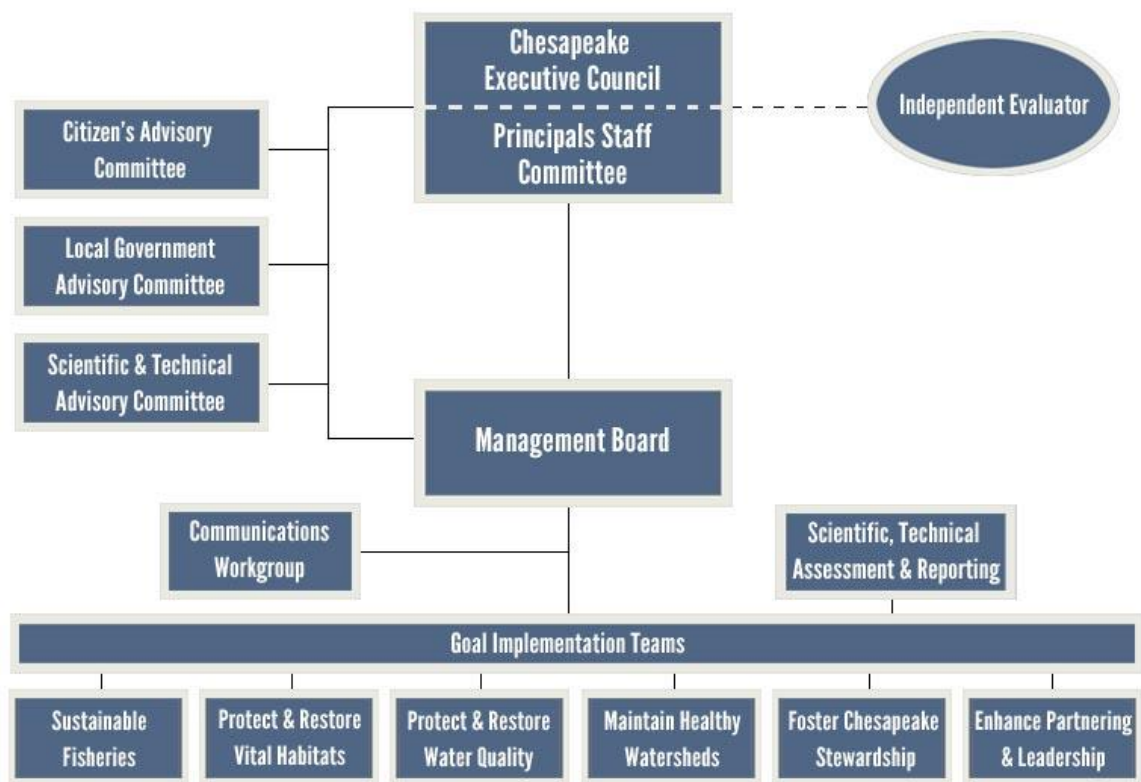 Chesapeake
Executive Council
Principals Staff
Committee
Independent Evaluator
Citizen's Advisory
Committee
Local Government
Advisory Committee
Scientific & Technical
Advisory Committee
Management Board
Communications
Workgroup
Scientific, Technical
Assessment & Reporting
Goal Implementation Teams
Sustainable
Fisheries
Protect & Restore
Vital Habitats
Protect & Restore
Water Quality
Maintain Healthy
Watersheds
Foster Chesapeake
Stewardship
Enhance Partnering
& Leadership